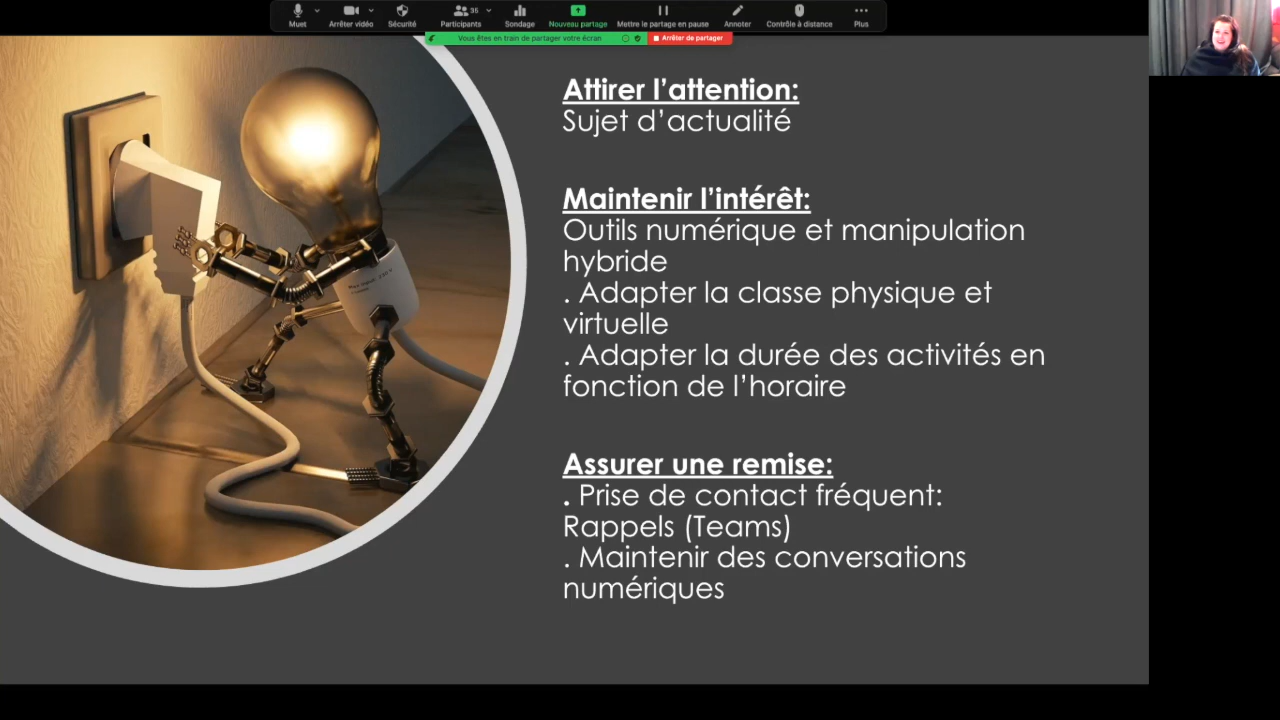 Muet
Arrêter vidéo
Sécurité
Participants
35
Sondage
Nouveau partage
Mettre le partage en pause
Annoter
Contrôle à distance
Plus
Vous êtes en train de partager votre écran
Arrêter de partager
Attirer l’attention:
Sujet d’actualité
Maintenir l’intérêt:
Outils numérique et manipulation
hybride
. Adapter la classe physique et
virtuelle
. Adapter la durée des activités en
fonction de l’horaire
Assurer une remise:
. Prise de contact fréquent:
Rappels (Teams)
. Maintenir des conversations
numériques